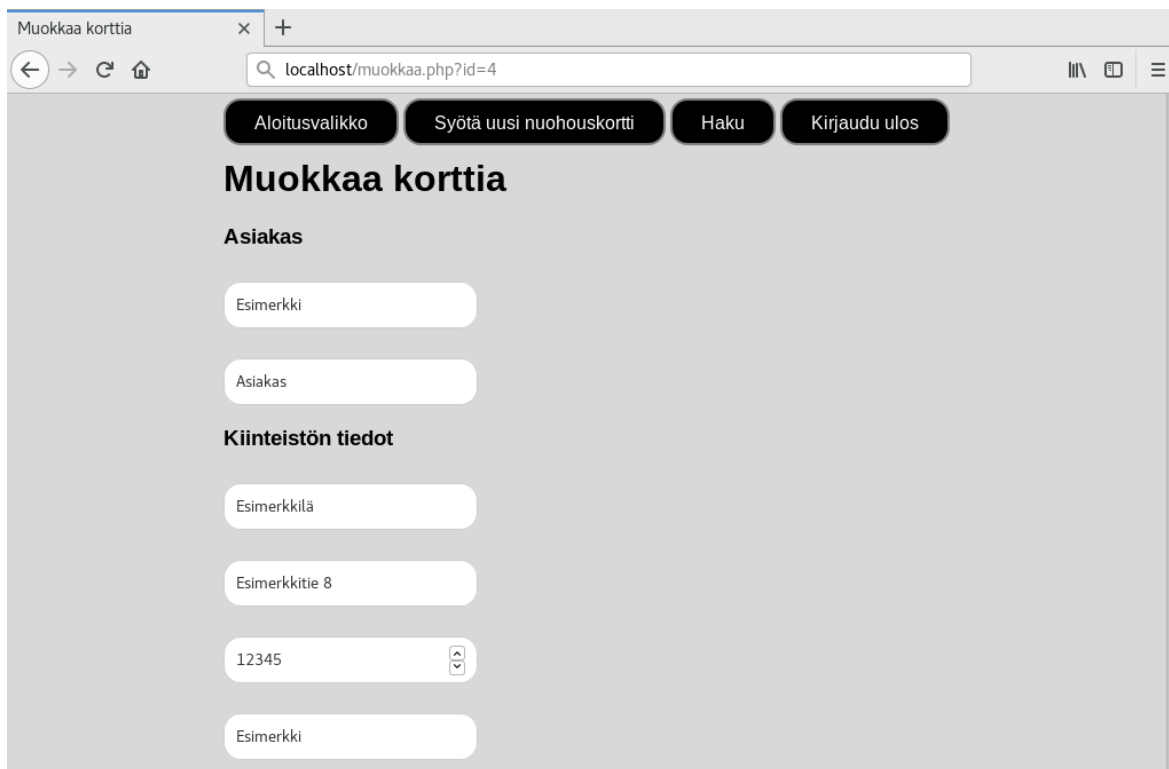 Muokkaa korttia
localhost/muokkaa.php?id=4
Aloitusvalikko Syötä uusi nuohouskortti Haku Kirjaudu ulos
Muokkaa korttia
Asiakas
Esimerkki
Asiakas
Kiinteistön tiedot
Esimerkkilä
Esimerkkitie 8
12345
Esimerkki